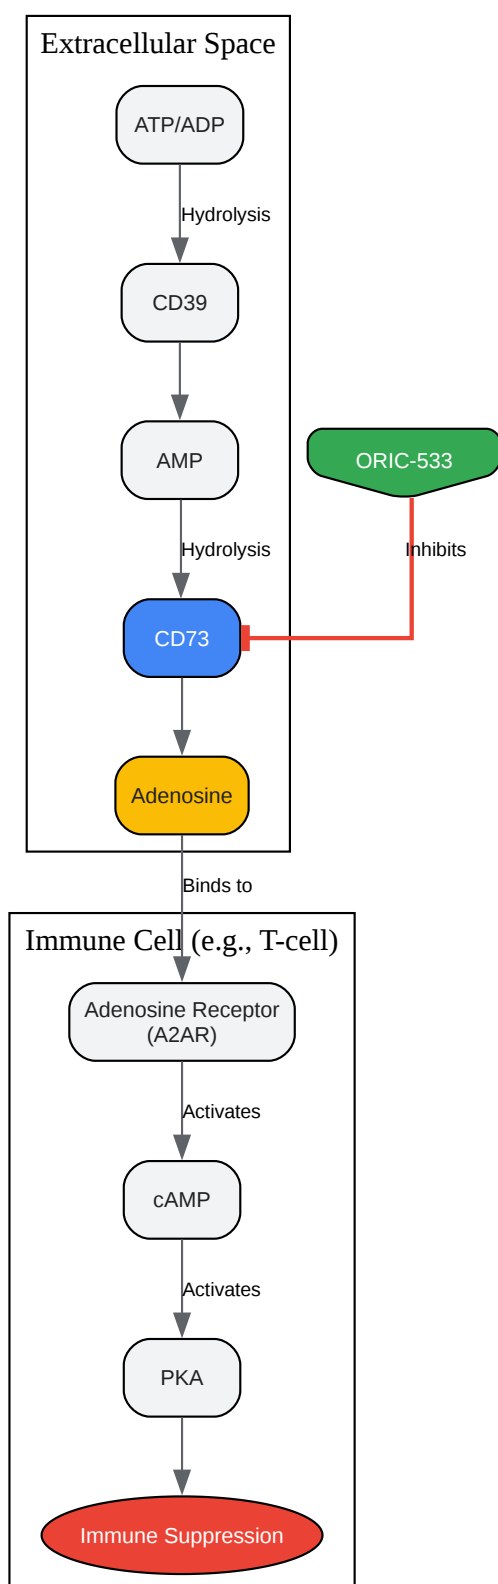 Extracellular Space
ATP/ADP
Hydrolysis
CD39
AMP
ORIC-533
Hydrolysis
Inhibits
CD73
Adenosine
Binds to
Immune Cell (e.g., T-cell)
Adenosine Receptor
(A2AR)
Activates
cAMP
Activates
PKA
Immune Suppression